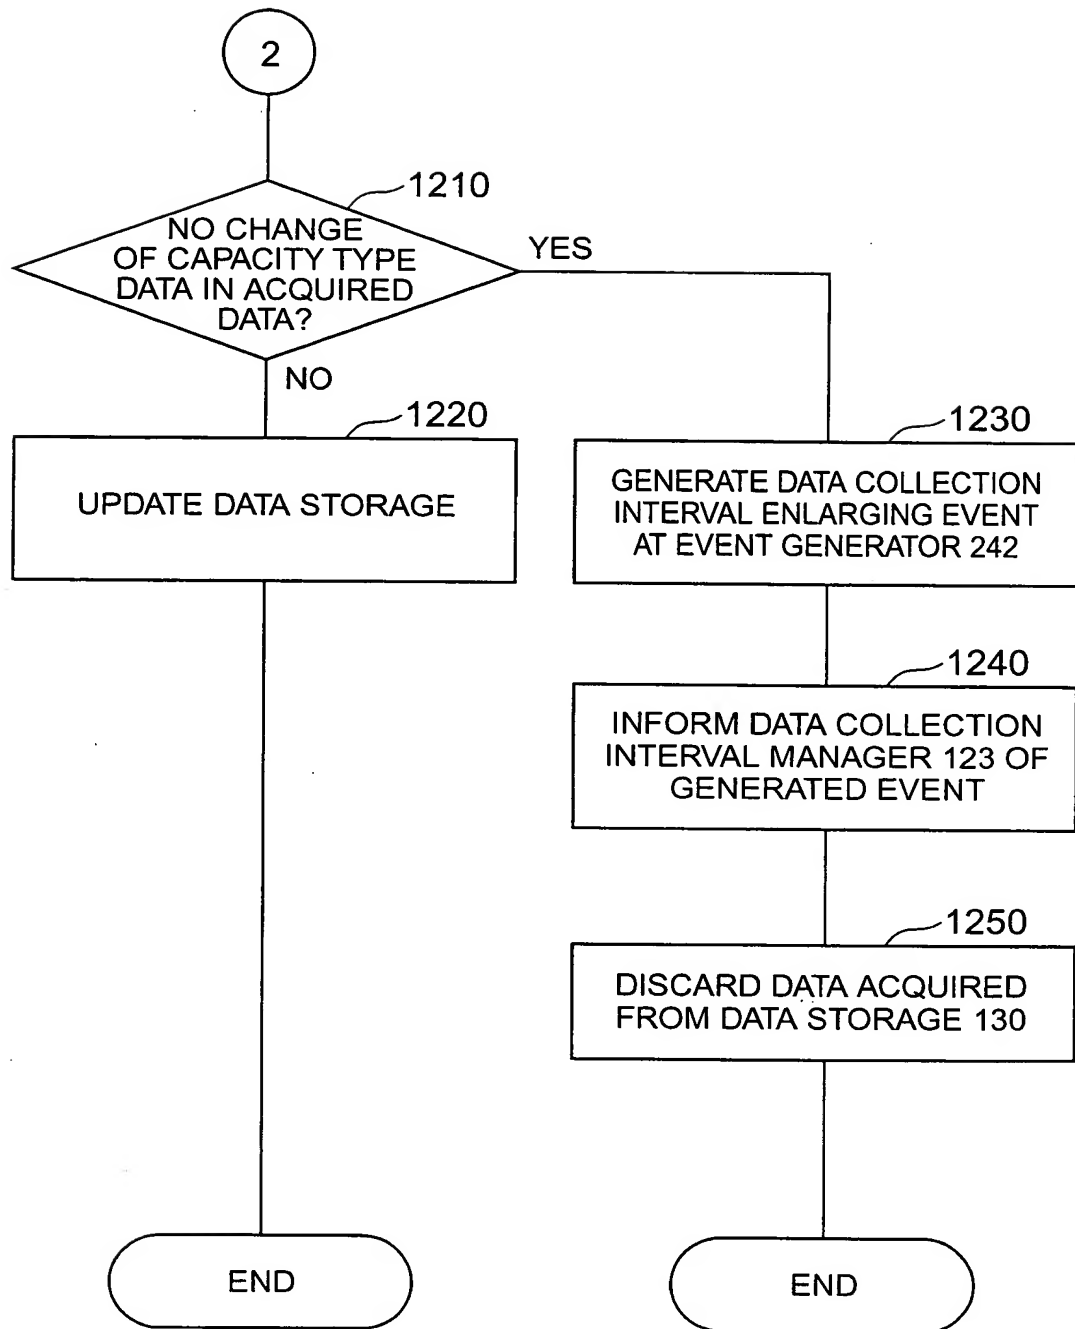 2
1210
NO CHANGE
OF CAPACITY TYPE
DATA IN ACQUIRED
DATA?
YES
NO
1220
UPDATE DATA STORAGE
1230
GENERATE DATA COLLECTION
INTERVAL ENLARGING EVENT
AT EVENT GENERATOR 242
1240
INFORM DATA COLLECTION
INTERVAL MANAGER 123 OF
GENERATED EVENT
1250
DISCARD DATA ACQUIRED
FROM DATA STORAGE 130
END
END